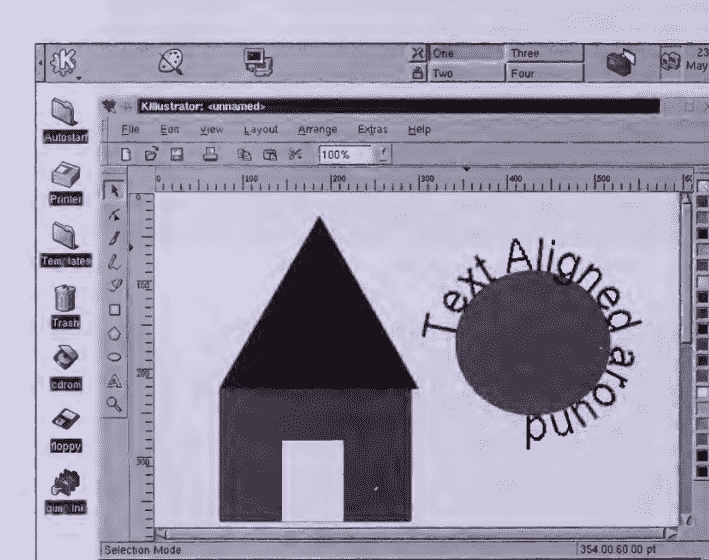 One Three
Two Four
23
May
Killustrator: <unnamed>
File Edit View Layout Arrange Extras Help
100%
0 100 200 300 400 500
0
100
200
300
Autostart
Printer
Templates
Trash
cdrom
floppy
Text Aligned around
Selection Mode
354.00:60.00 pt